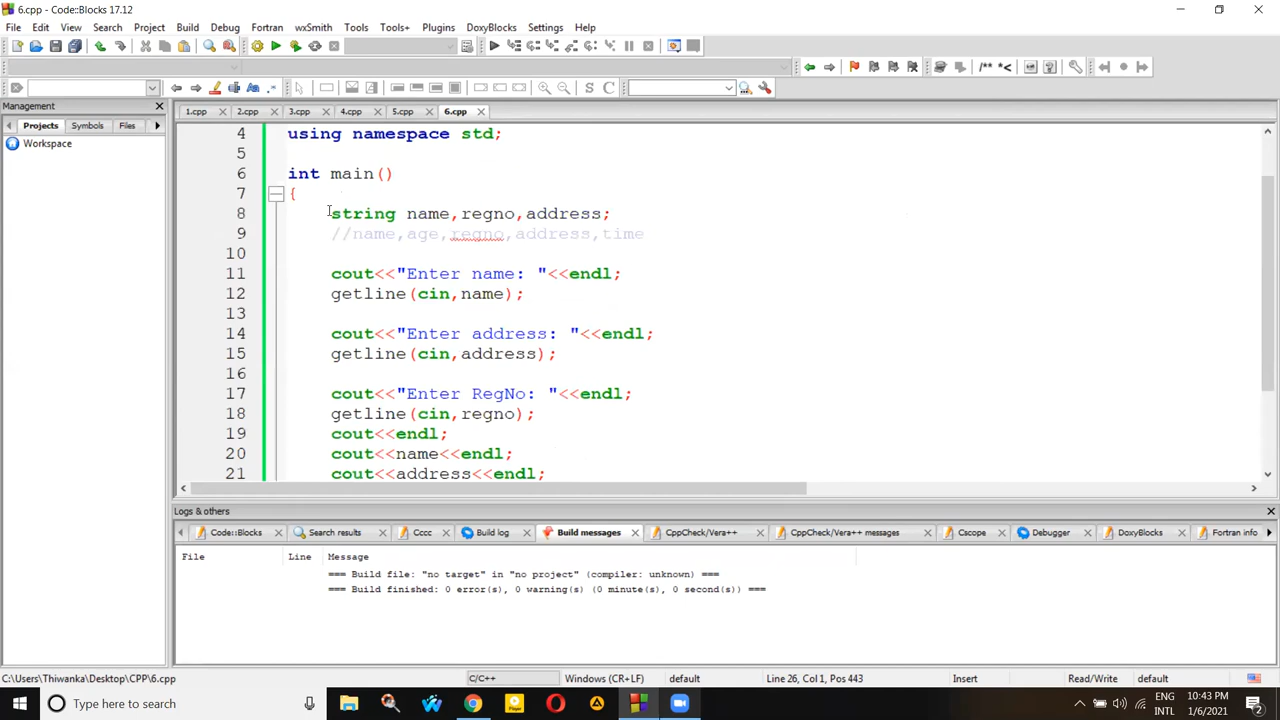 6.cpp - Code::Blocks 17.12
File Edit View Search Project Build Debug Fortran wxSmith Tools Tools+ Plugins DoxyBlocks Settings Help
/** *<
S C
Management
1.cpp 2.cpp 3.cpp 4.cpp 5.cpp 6.cpp
Projects Symbols Files
Workspace
4 using namespace std;
5
6 int main()
7 {
8 string name,regno,address;
9 //name,age,regno,address,time
10
11 cout<<"Enter name: "<<endl;
12 getline(cin,name);
13
14 cout<<"Enter address: "<<endl;
15 getline(cin,address);
16
17 cout<<"Enter RegNo: "<<endl;
18 getline(cin,regno);
19 cout<<endl;
20 cout<<name<<endl;
21 cout<<address<<endl;
Logs & others
Code::Blocks Search results Cccc Build log Build messages CppCheck/Vera++ CppCheck/Vera++ messages Cscope Debugger DoxyBlocks Fortran info
File Line Message
=== Build file: "no target" in "no project" (compiler: unknown) ===
=== Build finished: 0 error(s), 0 warning(s) (0 minute(s), 0 second(s)) ===
C:\Users\Thiwanka\Desktop\CPP\6.cpp C/C++ Windows (CR+LF) default Line 26, Col 1, Pos 443 Insert Read/Write default
Type here to search
ENG 10:43 PM
INTL 1/6/2021